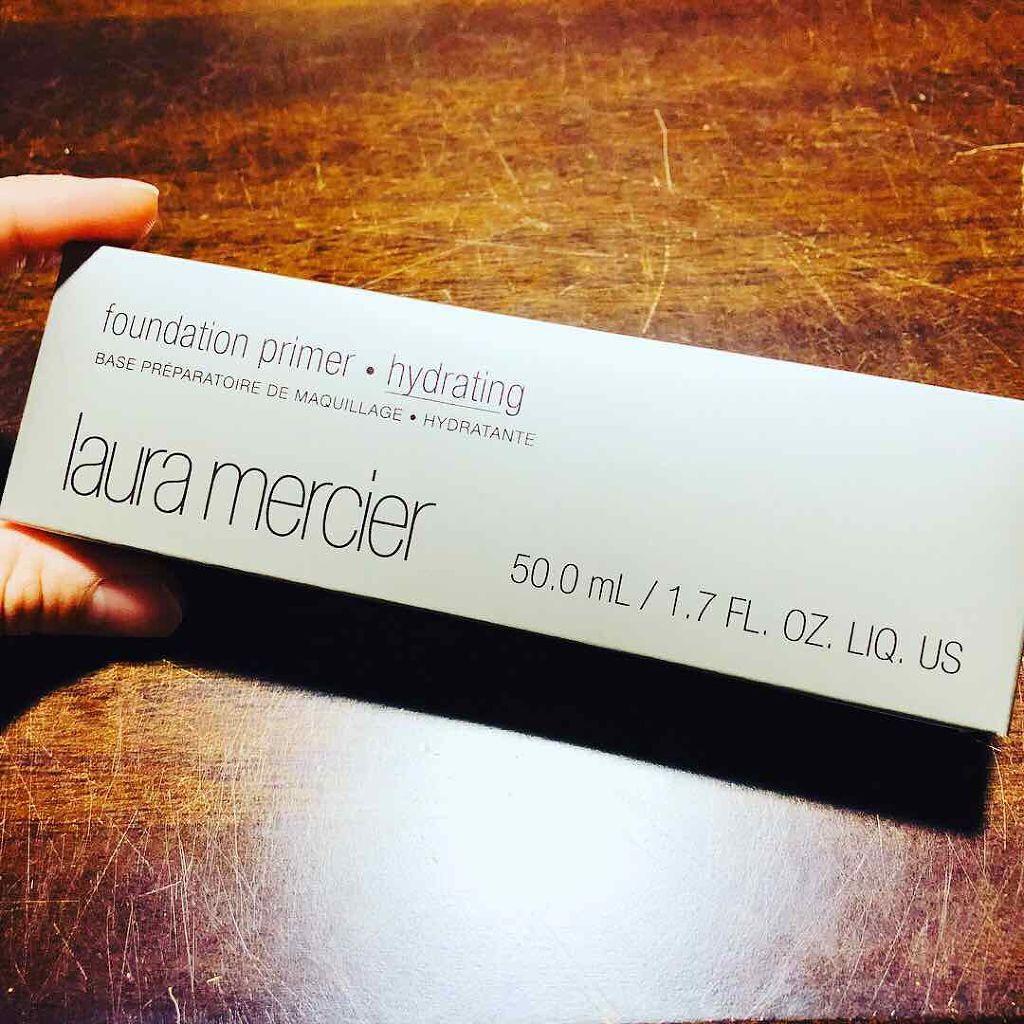 foundation primer • hydrating
BASE PRÉPARATOIRE DE MAQUILLAGE • HYDRATANTE
laura mercier
50.0 mL / 1.7 FL. OZ. LIQ. US